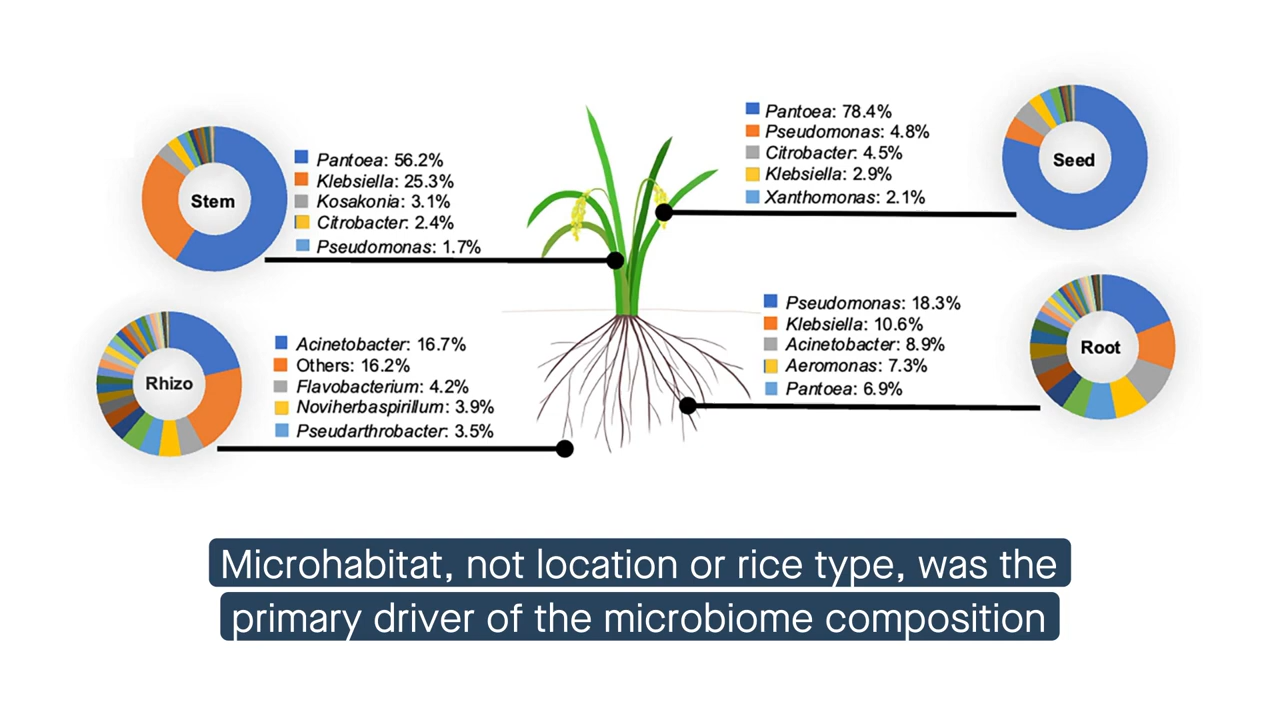 Stem
Pantoea: 56.2%
Klebsiella: 25.3%
Kosakonia: 3.1%
Citrobacter: 2.4%
Pseudomonas: 1.7%
Pantoea: 78.4%
Pseudomonas: 4.8%
Citrobacter: 4.5%
Klebsiella: 2.9%
Xanthomonas: 2.1%
Seed
Rhizo
Acinetobacter: 16.7%
Others: 16.2%
Flavobacterium: 4.2%
Noviherbaspirillum: 3.9%
Pseudarthrobacter: 3.5%
Pseudomonas: 18.3%
Klebsiella: 10.6%
Acinetobacter: 8.9%
Aeromonas: 7.3%
Pantoea: 6.9%
Root
Microhabitat, not location or rice type, was the
primary driver of the microbiome composition